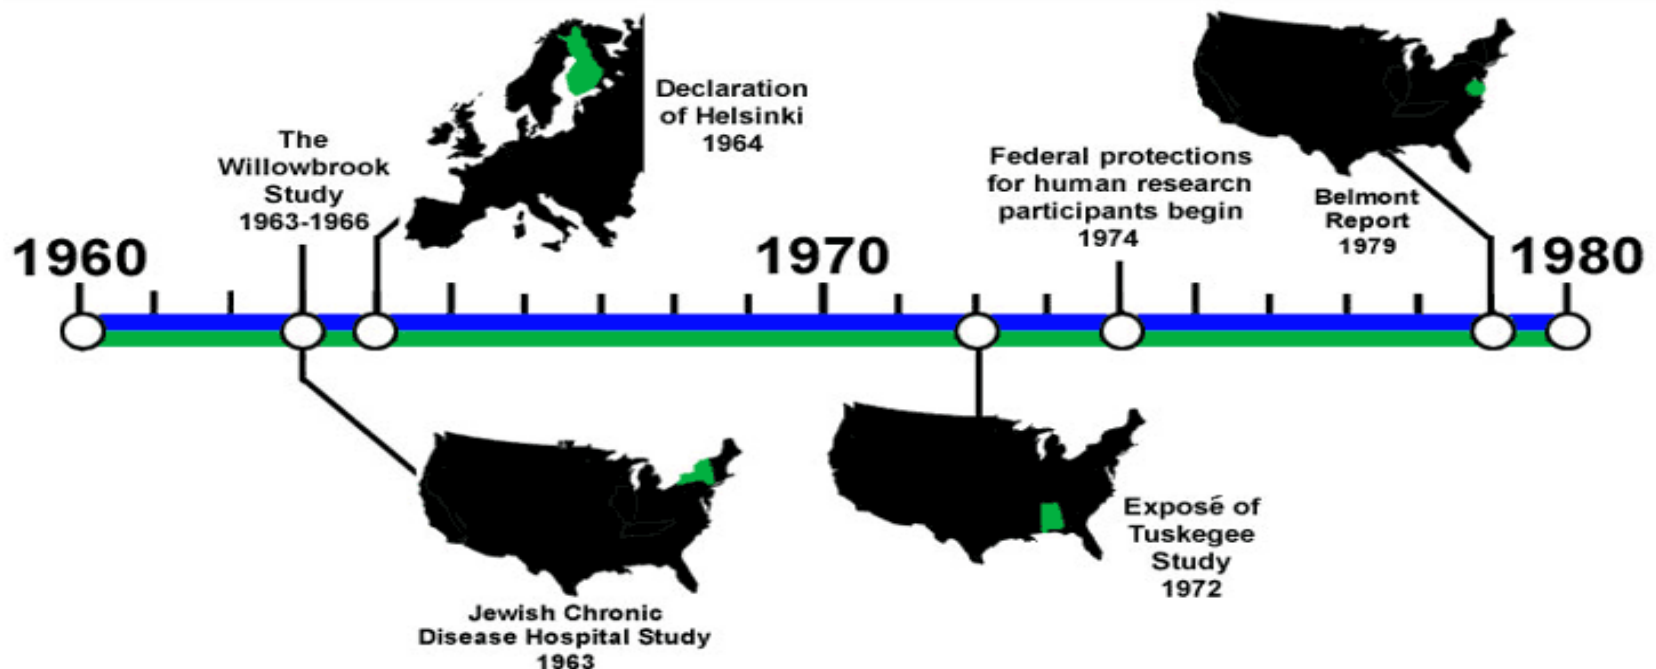 The
Willowbrook
Study
1963-1966
Declaration
of Helsinki
1964
Federal protections
for human research
participants begin
1974
Belmont
Report
1979
1960
1970
1980
Jewish Chronic
Disease Hospital Study
1963
Exposé of
Tuskegee
Study
1972